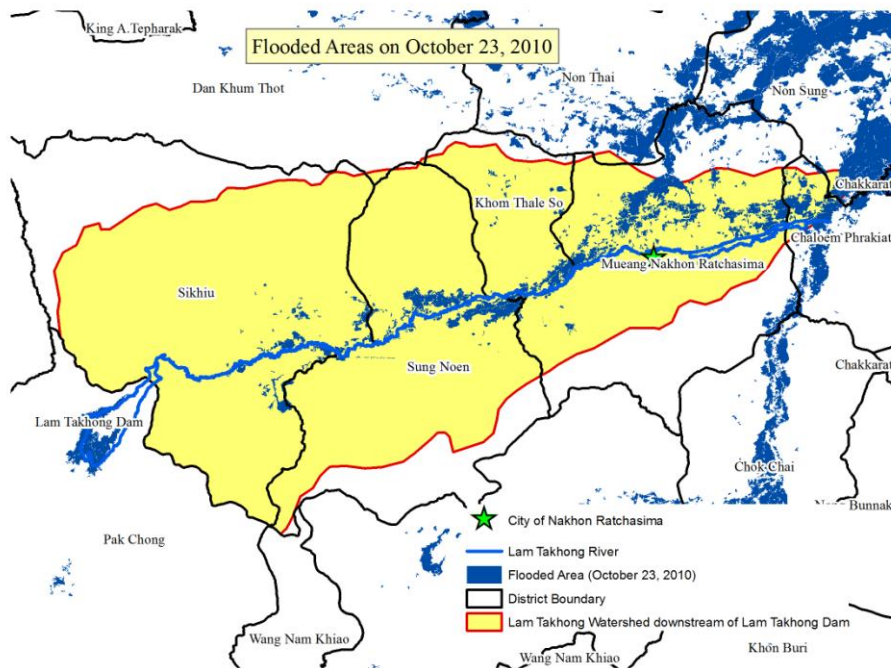 King A.Tepharak
Flooded Areas on October 23, 2010
Non Thai
Dan Khum Thot
Non Sung
Chakkarat
Khom Thale So
Chaloem Phrakiat
Mueang Nakhon Ratchasima
Sikhiu
Sung Noen
Chakkarat
Lam Takhong Dam
Chok Chai
Nong Bunnak
Pak Chong
City of Nakhon Ratchasima
Lam Takhong River
Flooded Area (October 23, 2010)
District Boundary
Lam Takhong Watershed downstream of Lam Takhong Dam
Wang Nam Khiao
Wang Nam Khiao
Khon Buri